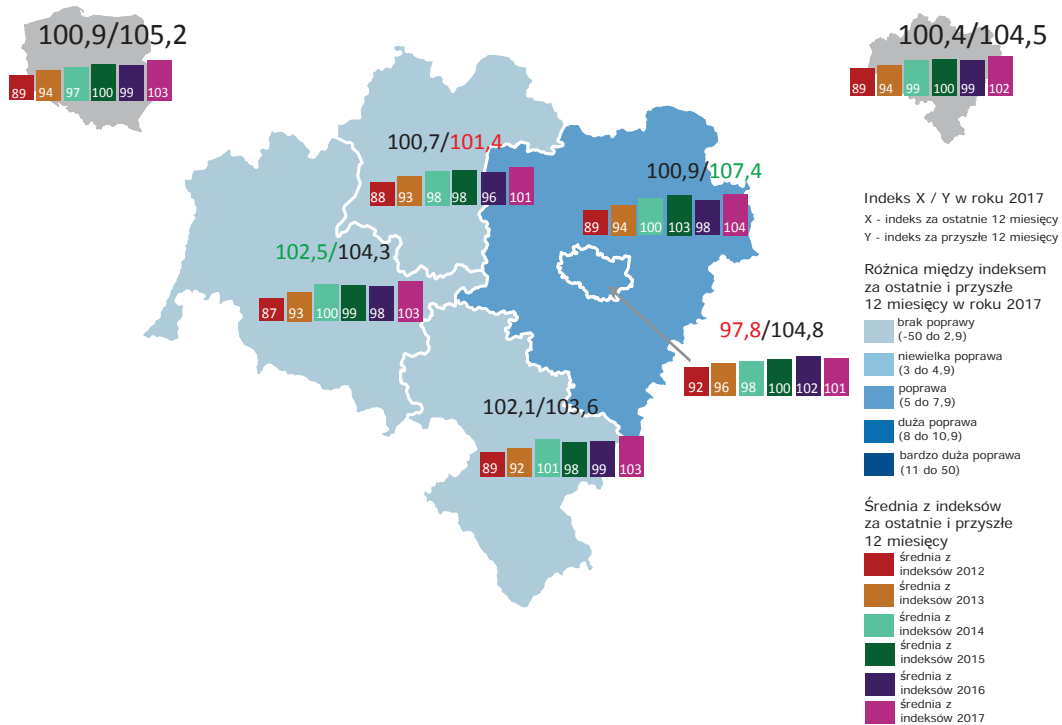 100,9/105,2
89 94 97 100 99 103
100,4/104,5
89 94 99 100 99 102
100,7/101,4
88 93 98 98 96 101
100,9/107,4
89 94 100 103 98 104
102,5/104,3
87 93 100 99 98 103
97,8/104,8
92 96 98 100 102 101
102,1/103,6
89 92 101 98 99 103
Indeks X / Y w roku 2017
X - indeks za ostatnie 12 miesięcy
Y - indeks za przyszłe 12 miesięcy
Różnica między indeksem
za ostatnie i przyszłe
12 miesięcy w roku 2017
brak poprawy
(-50 do 2,9)
niewielka poprawa
(3 do 4,9)
poprawa
(5 do 7,9)
duża poprawa
(8 do 10,9)
bardzo duża poprawa
(11 do 50)
Średnia z indeksów
za ostatnie i przyszłe
12 miesięcy
średnia z
indeksów 2012
średnia z
indeksów 2013
średnia z
indeksów 2014
średnia z
indeksów 2015
średnia z
indeksów 2016
średnia z
indeksów 2017